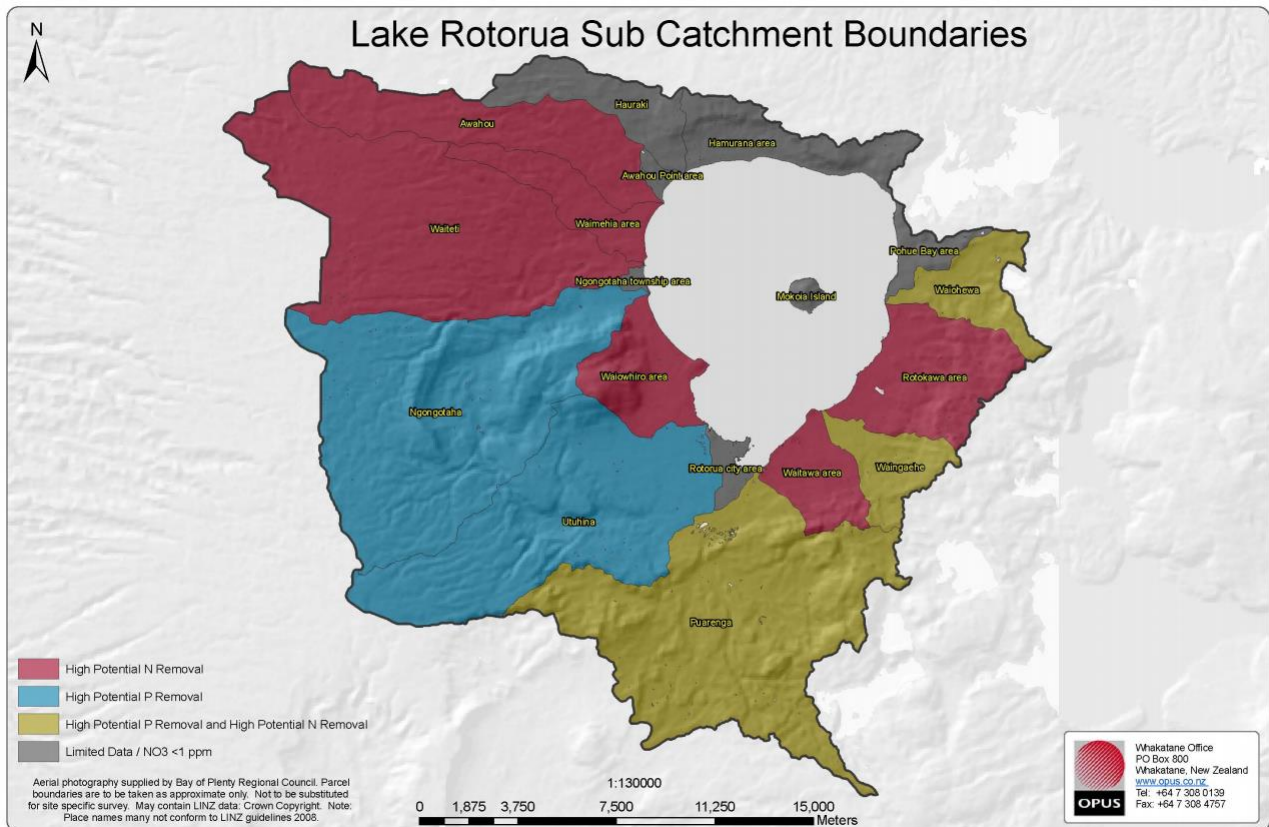 Lake Rotorua Sub Catchment Boundaries
N
Hauraki
Awahou
Hamurana area
Awahou Point area
Waimehia area
Waiteti
Pohue Bay area
Ngongotaha township area
Waiohewa
Mokoia Island
Waiowhiro area
Rotokawa area
Ngongotaha
Rotorua city area
Waitawa area
Waingaehe
Utuhina
Puarenga
High Potential N Removal
High Potential P Removal
High Potential P Removal and High Potential N Removal
Limited Data / NO3 <1 ppm
Aerial photography supplied by Bay of Plenty Regional Council. Parcel
boundaries are to be taken as approximate only. Not to be substituted
for site specific survey. May contain LINZ data: Crown Copyright. Note:
Place names many not conform to LINZ guidelines 2008.
1:130000
0 1,875 3,750 7,500 11,250 15,000
Meters
OPUS
Whakatane Office
PO Box 800
Whakatane, New Zealand
www.opus.co.nz
Tel: +64 7 308 0139
Fax: +64 7 308 4757